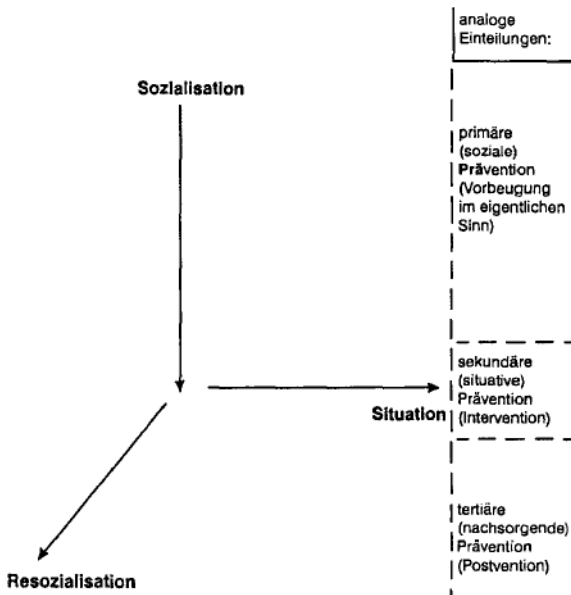 analoge
Einteilungen:
Sozialisation
primäre
(soziale)
Prävention
(Vorbeugung
im eigentlichen
Sinn)
sekundäre
(situative)
Prävention
(Intervention)
Situation
tertiäre
(nachsorgende)
Prävention
(Postvention)
Resozialisation